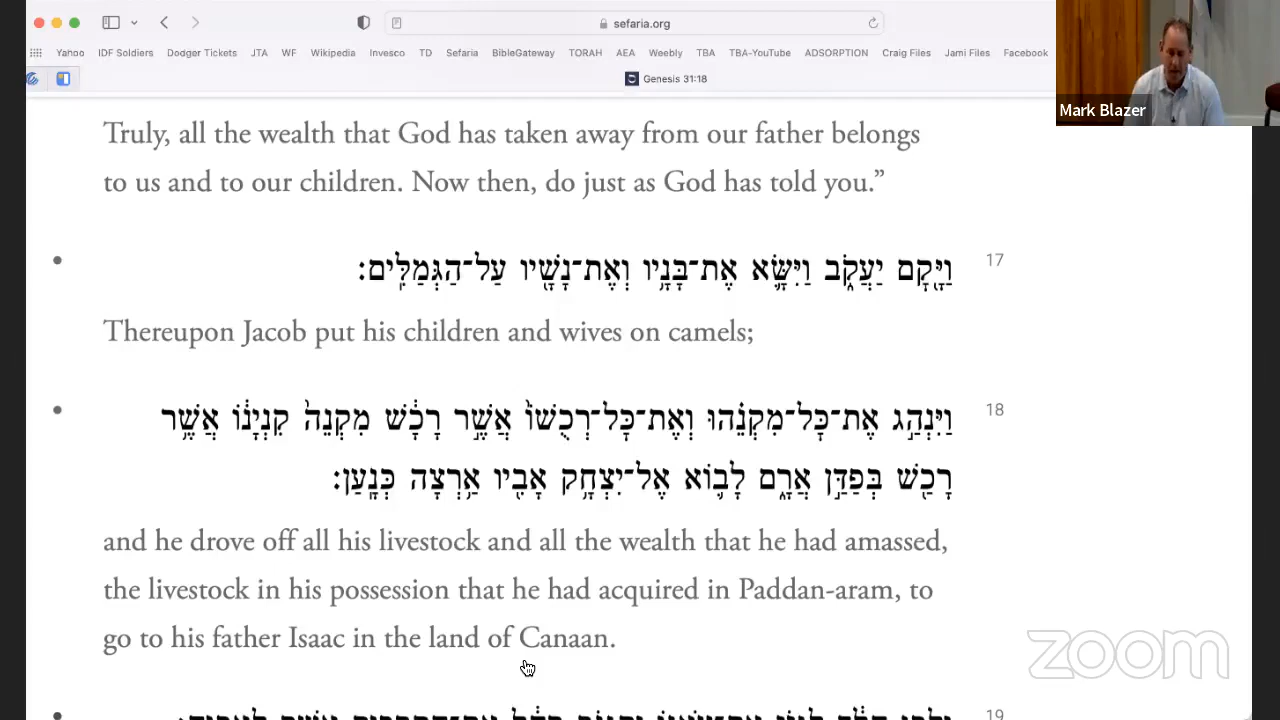 sefaria.org
Yahoo IDF Soldiers Dodger Tickets JTA WF Wikipedia Invesco TD Sefaria BibleGateway TORAH AEA Weebly TBA TBA-YouTube ADSORPTION Craig Files Jami Files Facebook
Genesis 31:18
Mark Blazer
Truly, all the wealth that God has taken away from our father belongs
to us and to our children. Now then, do just as God has told you.”
17
וַיָּ֖קׇם יַעֲקֹ֑ב וַיִּשָּׂ֛א אֶת־בָּנָ֥יו וְאֶת־נָשָׁ֖יו עַל־הַגְּמַלִּֽים׃
Thereupon Jacob put his children and wives on camels;
18
וַיִּנְהַ֣ג אֶת־כׇּל־מִקְנֵ֗הוּ וְאֶת־כׇּל־רְכֻשׁוֹ֙ אֲשֶׁ֣ר רָכָ֔שׁ מִקְנֵה֙ קִנְיָנ֔וֹ אֲשֶׁ֥ר
רָכַ֖שׁ בְּפַדַּ֣ן אֲרָ֑ם לָב֛וֹא אֶל־יִצְחָ֥ק אָבִ֖יו אַ֥רְצָה כְּנָֽעַן׃
and he drove off all his livestock and all the wealth that he had amassed,
the livestock in his possession that he had acquired in Paddan-aram, to
go to his father Isaac in the land of Canaan.
19
zoom